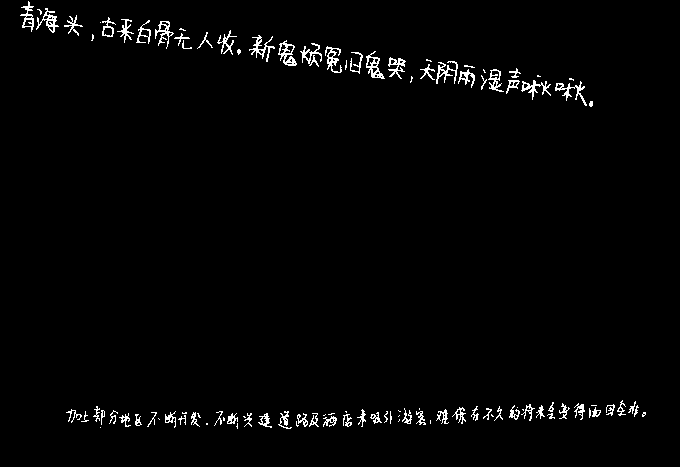 青海头,古来白骨无人收.新鬼烦冤旧鬼哭,天阴雨湿声啾啾.
加上部分地区不断开发.不断兴建道路及酒店来吸引游客,难保在不久的将来会变得面目全非。